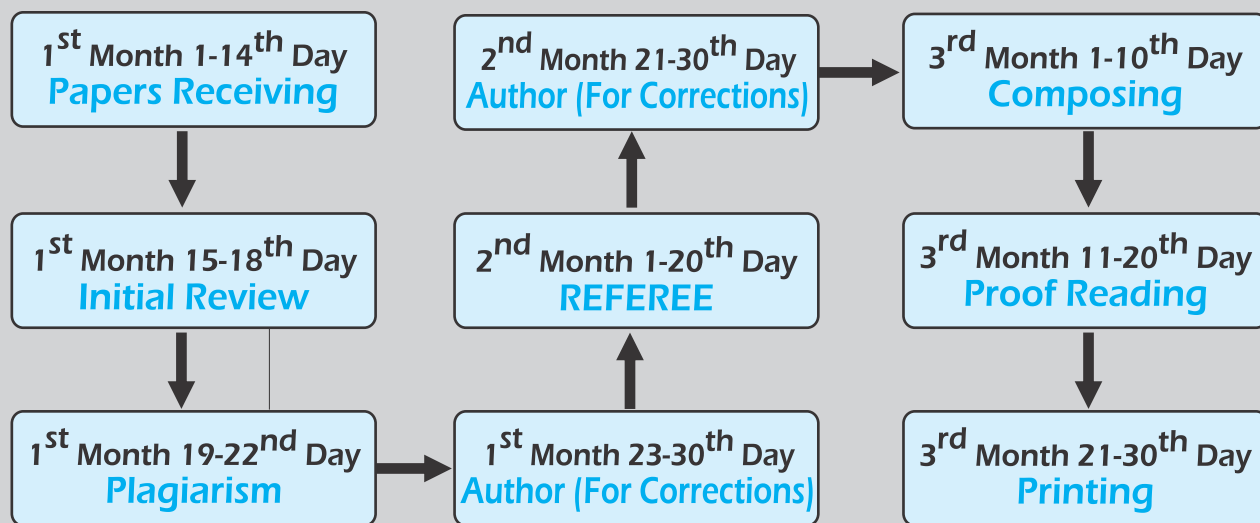 1st Month 1-14th Day
Papers Receiving
1st Month 15-18th Day
Initial Review
1st Month 19-22nd Day
Plagiarism
1st Month 23-30th Day
Author (For Corrections)
2nd Month 1-20th Day
REFEREE
2nd Month 21-30th Day
Author (For Corrections)
3rd Month 1-10th Day
Composing
3rd Month 11-20th Day
Proof Reading
3rd Month 21-30th Day
Printing